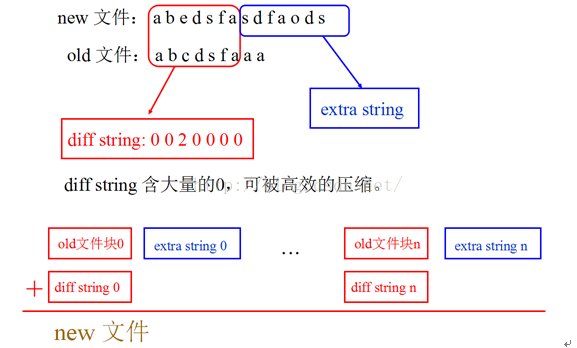 new 文件： a b e d s f a s d f a o d s
old 文件： a b c d s f a a a
extra string
diff string: 0 0 2 0 0 0 0
diff string 含大量的0，可被高效的压缩。
old文件块0 extra string 0 … old文件块n extra string n
+ diff string 0 diff string n
new 文件